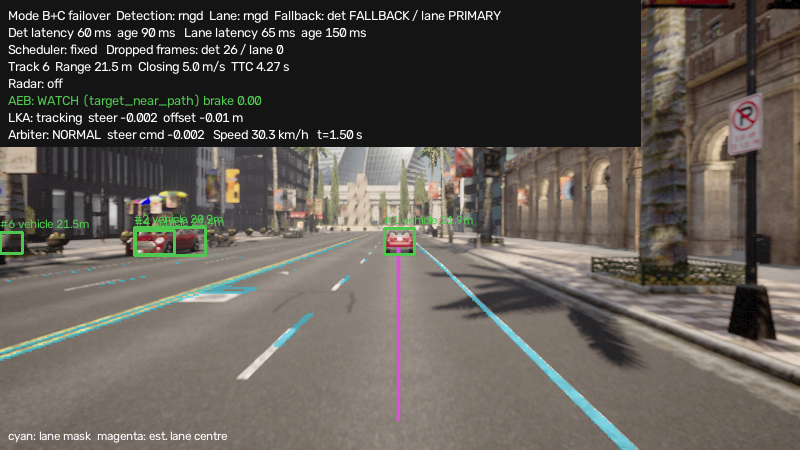 Mode B+C failover  Detection: rngd  Lane: rngd  Fallback: det FALLBACK / lane PRIMARY
Det latency 60 ms  age 90 ms   Lane latency 65 ms  age 150 ms
Scheduler: fixed   Dropped frames: det 26 / lane 0
Track 6  Range 21.5 m  Closing 5.0 m/s  TTC 4.27 s
Radar: off
AEB: WATCH (target_near_path) brake 0.00
LKA: tracking  steer -0.002  offset -0.01 m
Arbiter: NORMAL  steer cmd -0.002   Speed 30.3 km/h   t=1.50 s
#6 vehicle 21.5m
vehicle
cyan: lane mask  magenta: est. lane centre